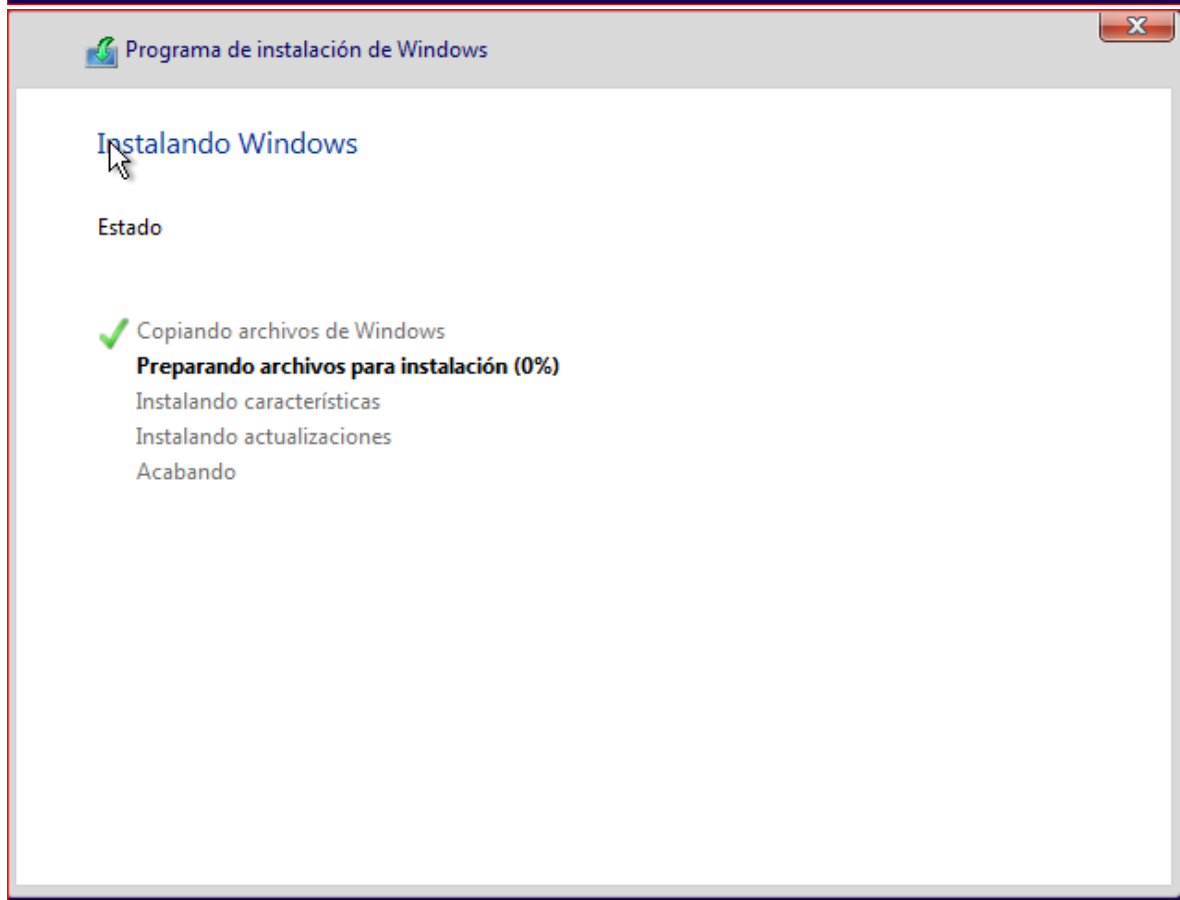 Programa de instalación de Windows
Instalando Windows
Estado
Copiando archivos de Windows
Preparando archivos para instalación (0%)
Instalando características
Instalando actualizaciones
Acabando